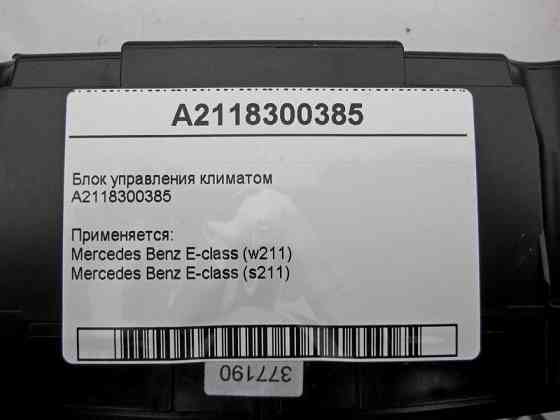 A2118300385
Блок управления климатом
A2118300385
Применяется:
Mercedes Benz E-class (w211)
Mercedes Benz E-class (s211)
377190